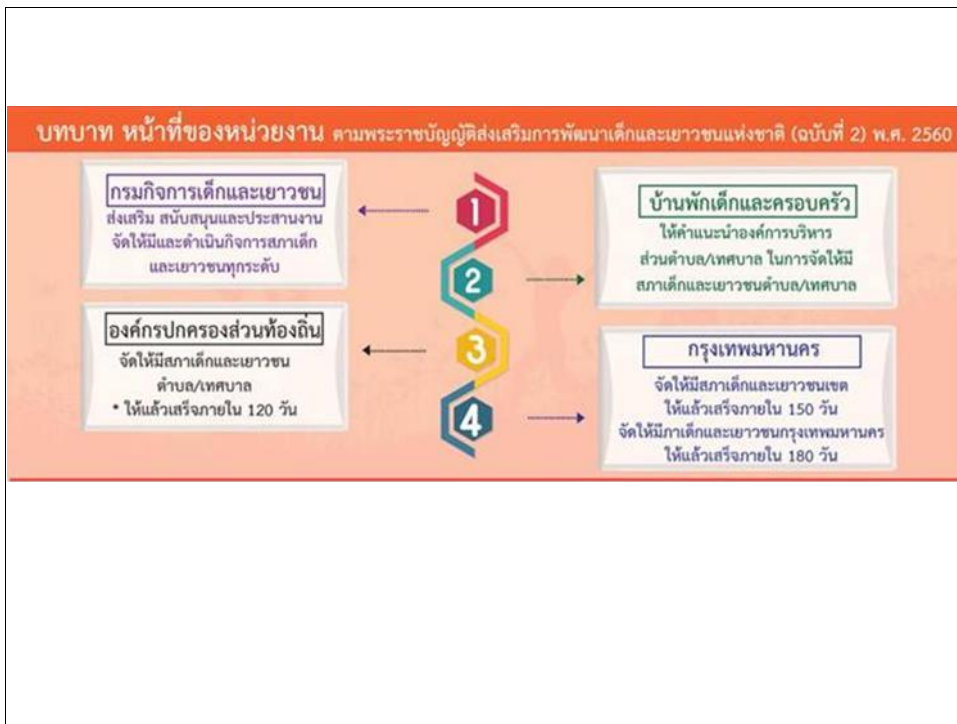 บทบาท หน้าที่ของหน่วยงาน ตามพระราชบัญญัติส่งเสริมการพัฒนาเด็กและเยาวชนแห่งชาติ (ฉบับที่ 2) พ.ศ. 2560
1
กรมกิจการเด็กและเยาวชน
ส่งเสริม สนับสนุนและประสานงาน
จัดให้มีและดำเนินกิจการสภาเด็ก
และเยาวชนทุกระดับ
2
บ้านพักเด็กและครอบครัว
ให้คำแนะนำองค์การบริหาร
ส่วนตำบล/เทศบาล ในการจัดให้มี
สภาเด็กและเยาวชนตำบล/เทศบาล
3
องค์กรปกครองส่วนท้องถิ่น
จัดให้มีสภาเด็กและเยาวชน
ตำบล/เทศบาล
* ให้แล้วเสร็จภายใน 120 วัน
4
กรุงเทพมหานคร
จัดให้มีสภาเด็กและเยาวชนเขต
ให้แล้วเสร็จภายใน 150 วัน
จัดให้มีภาเด็กและเยาวชนกรุงเทพมหานคร
ให้แล้วเสร็จภายใน 180 วัน